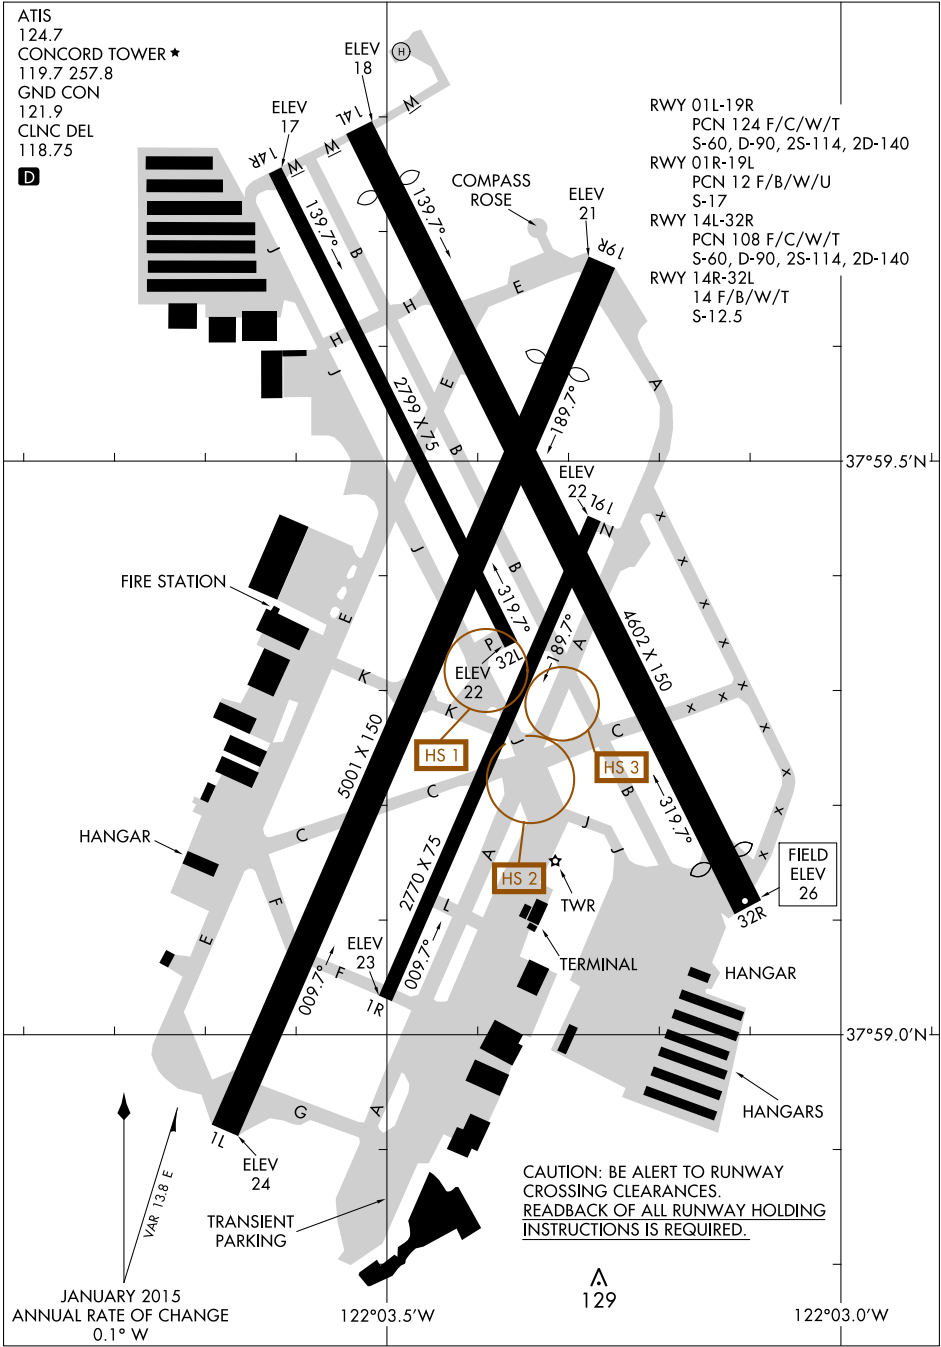 ATIS
124.7
CONCORD TOWER ★
119.7 257.8
GND CON
121.9
CLNC DEL
118.75
D
ELEV
18
H
ELEV
17
14L
14R
W
W
W
RWY 01L-19R
PCN 124 F/C/W/T
S-60, D-90, 2S-114, 2D-140
RWY 01R-19L
PCN 12 F/B/W/U
S-17
RWY 14L-32R
PCN 108 F/C/W/T
S-60, D-90, 2S-114, 2D-140
RWY 14R-32L
14 F/B/W/T
S-12.5
COMPASS
ROSE
ELEV
21
19R
139.7°
139.7°
J
B
H
E
H
J
E
A
2799 X 75
B
189.7°
37°59.5'N
ELEV
22
19L
N
J
B
FIRE STATION
319.7°
E
4602 X 150
189.7°
A
P
32L
ELEV
22
K
K
X
X
X
X
X
X
X
X
X
X
C
J
HS 1
HS 3
5001 X 150
C
C
B
319.7°
J
J
HANGAR
A
2770 X 75
HS 2
TWR
FIELD
ELEV
26
32R
F
L
E
ELEV
23
F
009.7°
009.7°
TERMINAL
HANGAR
1R
37°59.0'N
G
A
1L
ELEV
24
HANGARS
VAR 13.8 E
TRANSIENT
PARKING
CAUTION: BE ALERT TO RUNWAY
CROSSING CLEARANCES.
READBACK OF ALL RUNWAY HOLDING
INSTRUCTIONS IS REQUIRED.
129
JANUARY 2015
ANNUAL RATE OF CHANGE
0.1° W
122°03.5'W
122°03.0'W